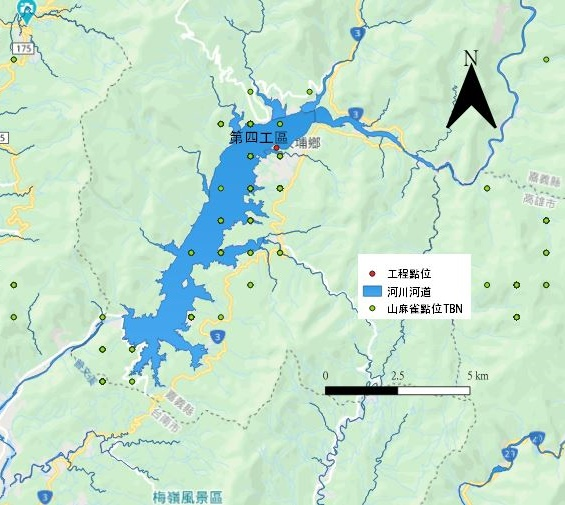 175
3
N
3
5
第四工區
埔鄉
嘉義縣
高雄市
工程點位
河川河道
山麻雀點位TBN
3
0
2.5
5 km
嘉義縣
台南市
3
梅嶺風景區